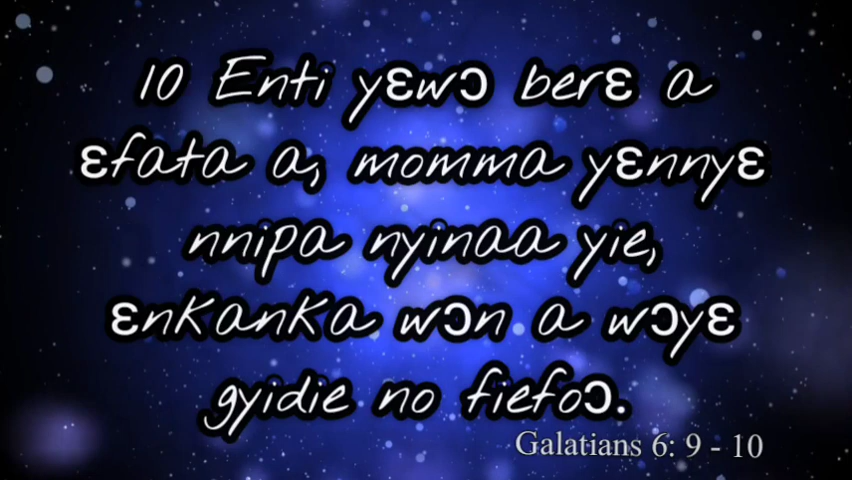 10 Enti yɛwɔ berɛ a
ɛfata a, momma yɛnnyɛ
nnipa nyinaa yie,
ɛnkanka wɔn a wɔyɛ
gyidie no fiefoɔ.
Galatians 6: 9 - 10